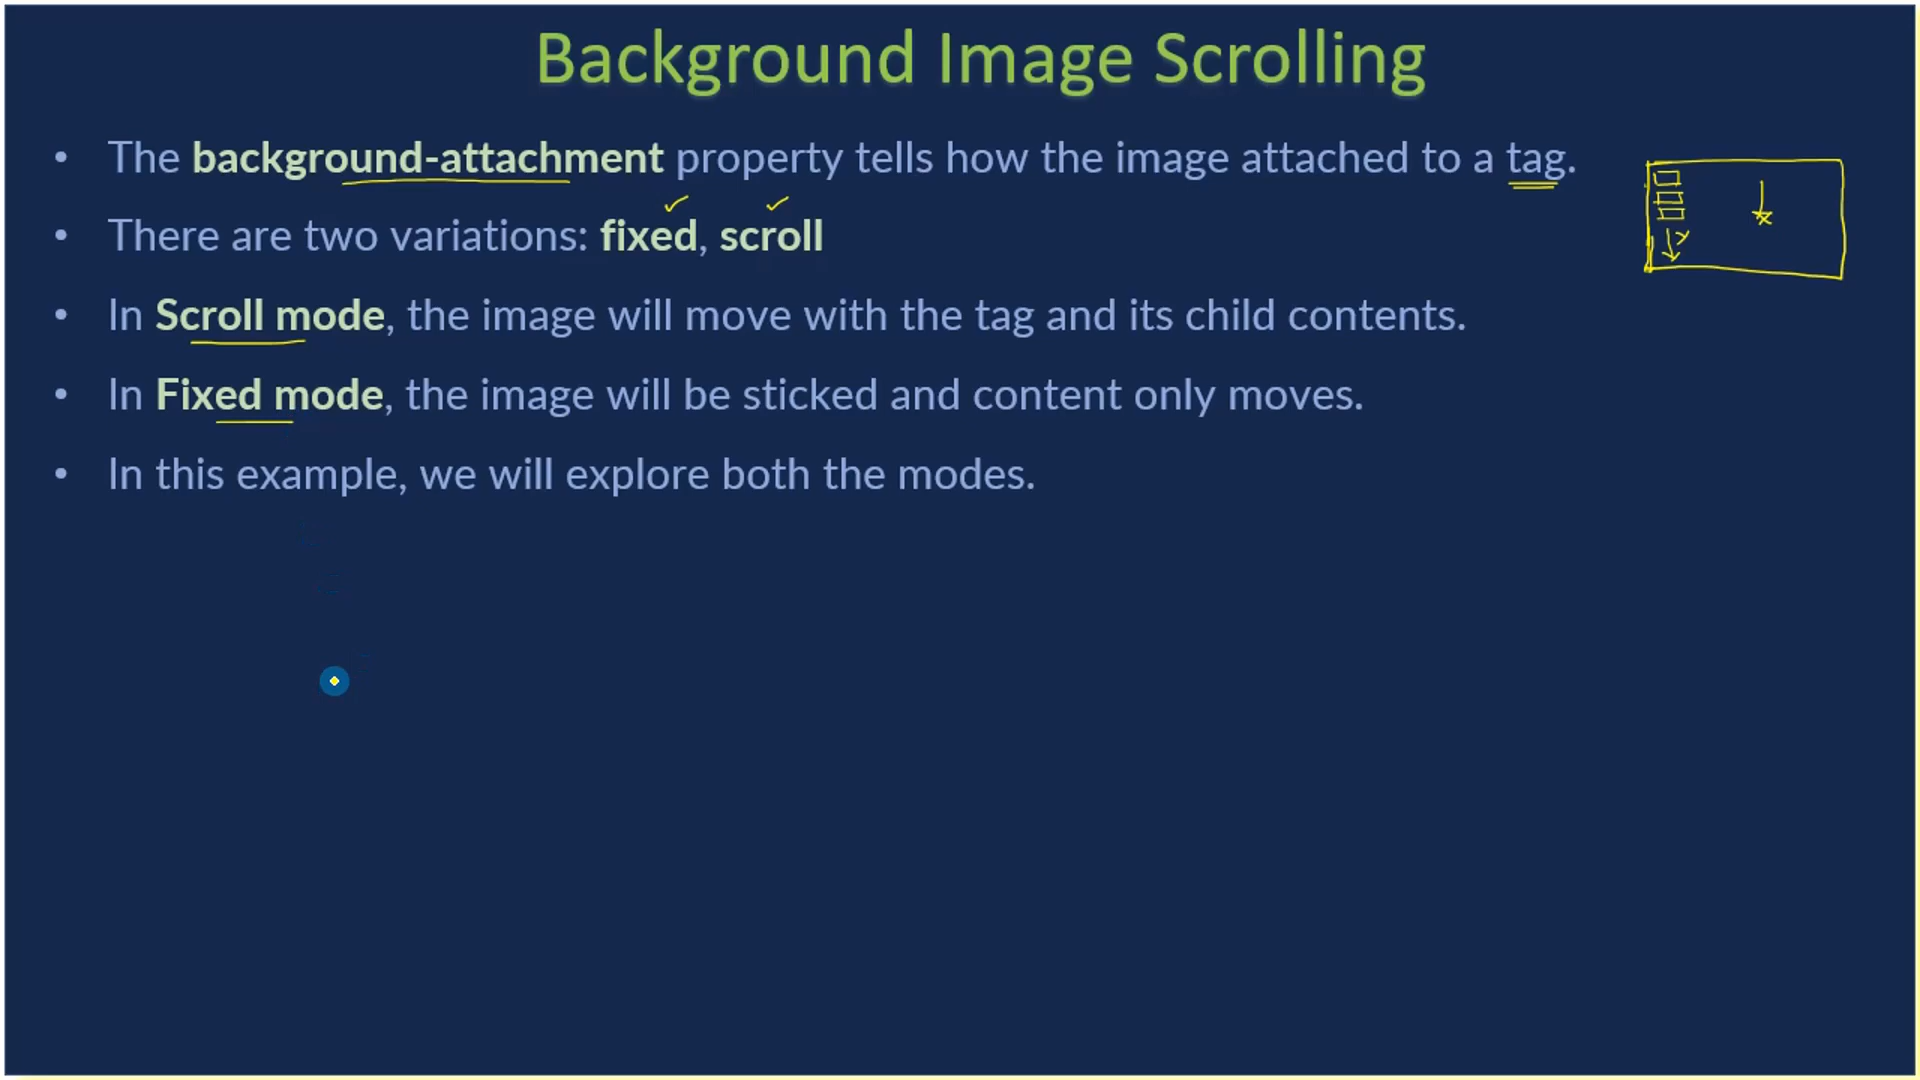 Background Image Scrolling
• The background-attachment property tells how the image attached to a tag.
• There are two variations: fixed, scroll
• In Scroll mode, the image will move with the tag and its child contents.
• In Fixed mode, the image will be sticked and content only moves.
• In this example, we will explore both the modes.